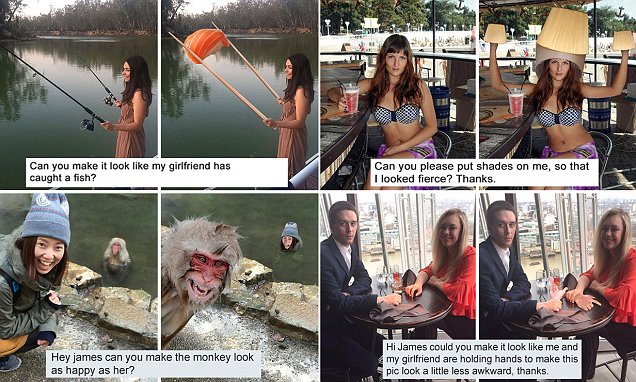 Can you make it look like my girlfriend has
caught a fish?
Can you please put shades on me, so that
I looked fierce? Thanks.
Hey james can you make the monkey look
as happy as her?
Hi James could you make it look like me and
my girlfriend are holding hands to make this
pic look a little less awkward, thanks.